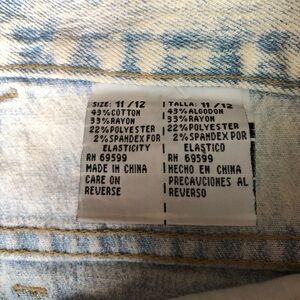 SIZE: 11/12
43%COTTON
33%RAYON
22%POLYESTER
2%SPANDEX FOR
ELASTICITY
RN 69599
MADE IN CHINA
CARE ON
REVERSE
TALLA: 11/12
43%ALGODON
33%RAYON
22%POLYESTER
2%SPANDEX POR
ELASTICO
RN 69599
HECHO EN CHINA
PRECAUCIONES AL
REVERSO